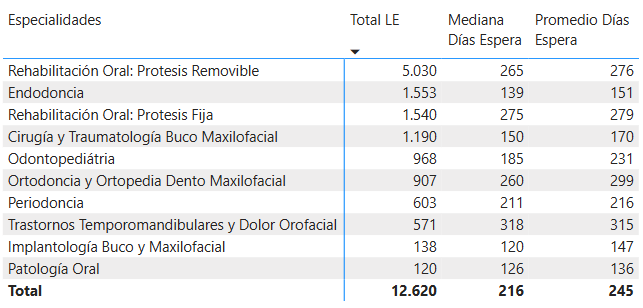 Especialidades Total LE Mediana Días Espera Promedio Días Espera
Rehabilitación Oral: Protesis Removible 5.030 265 276
Endodoncia 1.553 139 151
Rehabilitación Oral: Protesis Fija 1.540 275 279
Cirugía y Traumatología Buco Maxilofacial 1.190 150 170
Odontopediátria 968 185 231
Ortodoncia y Ortopedia Dento Maxilofacial 907 260 299
Periodoncia 603 211 216
Trastornos Temporomandibulares y Dolor Orofacial 571 318 315
Implantología Buco y Maxilofacial 138 120 147
Patología Oral 120 126 136
Total 12.620 216 245